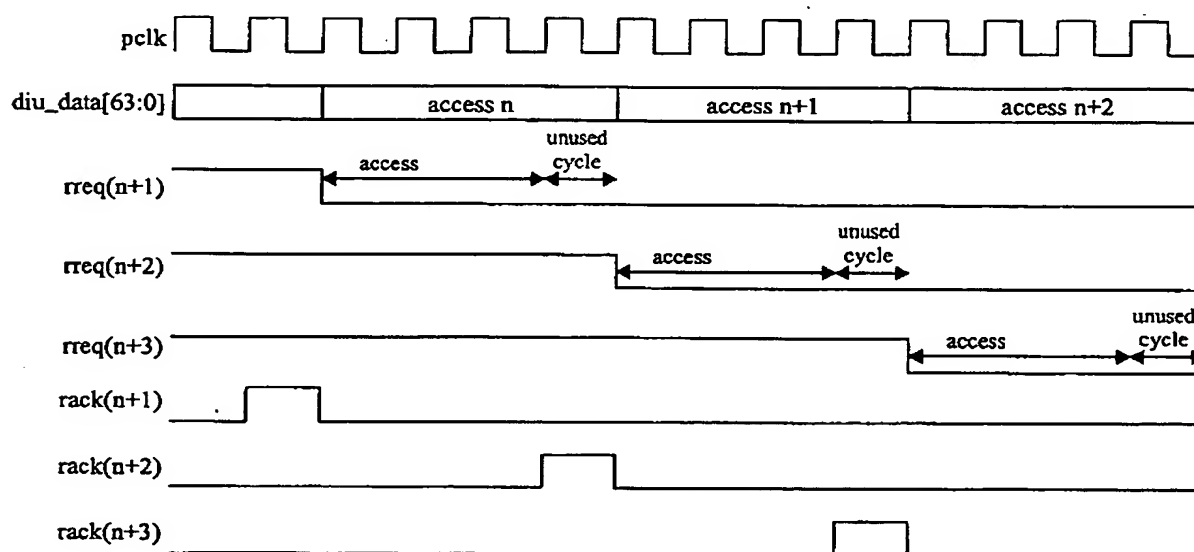 pclk
diu_data[63:0]
access n
access n+1
access n+2
rreq(n+1)
access
unused
cycle
rreq(n+2)
access
unused
cycle
rreq(n+3)
access
unused
cycle
rack(n+1)
rack(n+2)
rack(n+3)